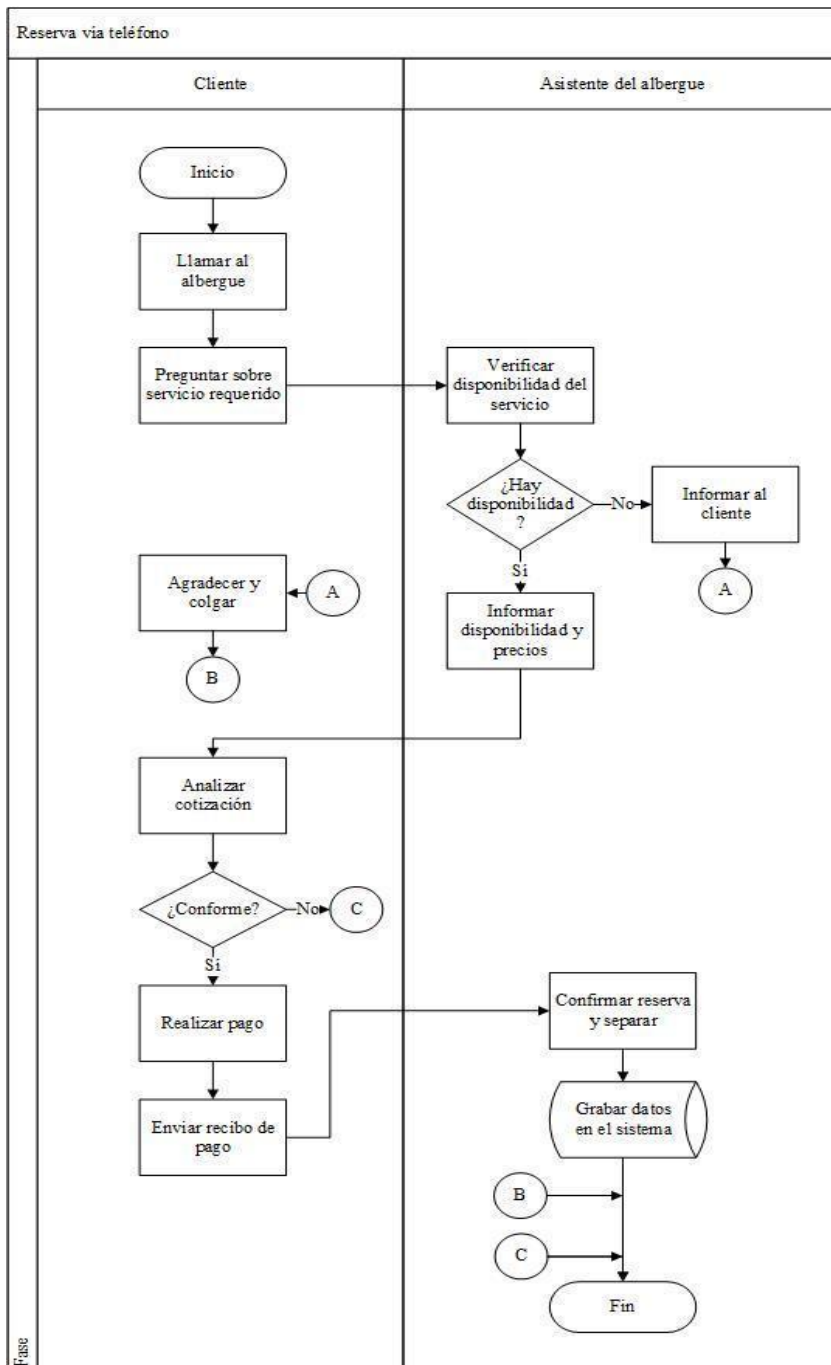 Reserva via teléfono
Cliente
Asistente del albergue
Inicio
Llamar al
albergue
Preguntar sobre
servicio requerido
Verificar
disponibilidad del
servicio
¿Hay
disponibilidad
?
No
Informar al
cliente
A
Sí
Agradecer y
colgar
A
Informar
disponibilidad y
precios
B
Analizar
cotización
¿Conforme?
No
C
Sí
Realizar pago
Confirmar reserva
y separar
Enviar recibo de
pago
Grabar datos
en el sistema
B
C
Fin
Fase